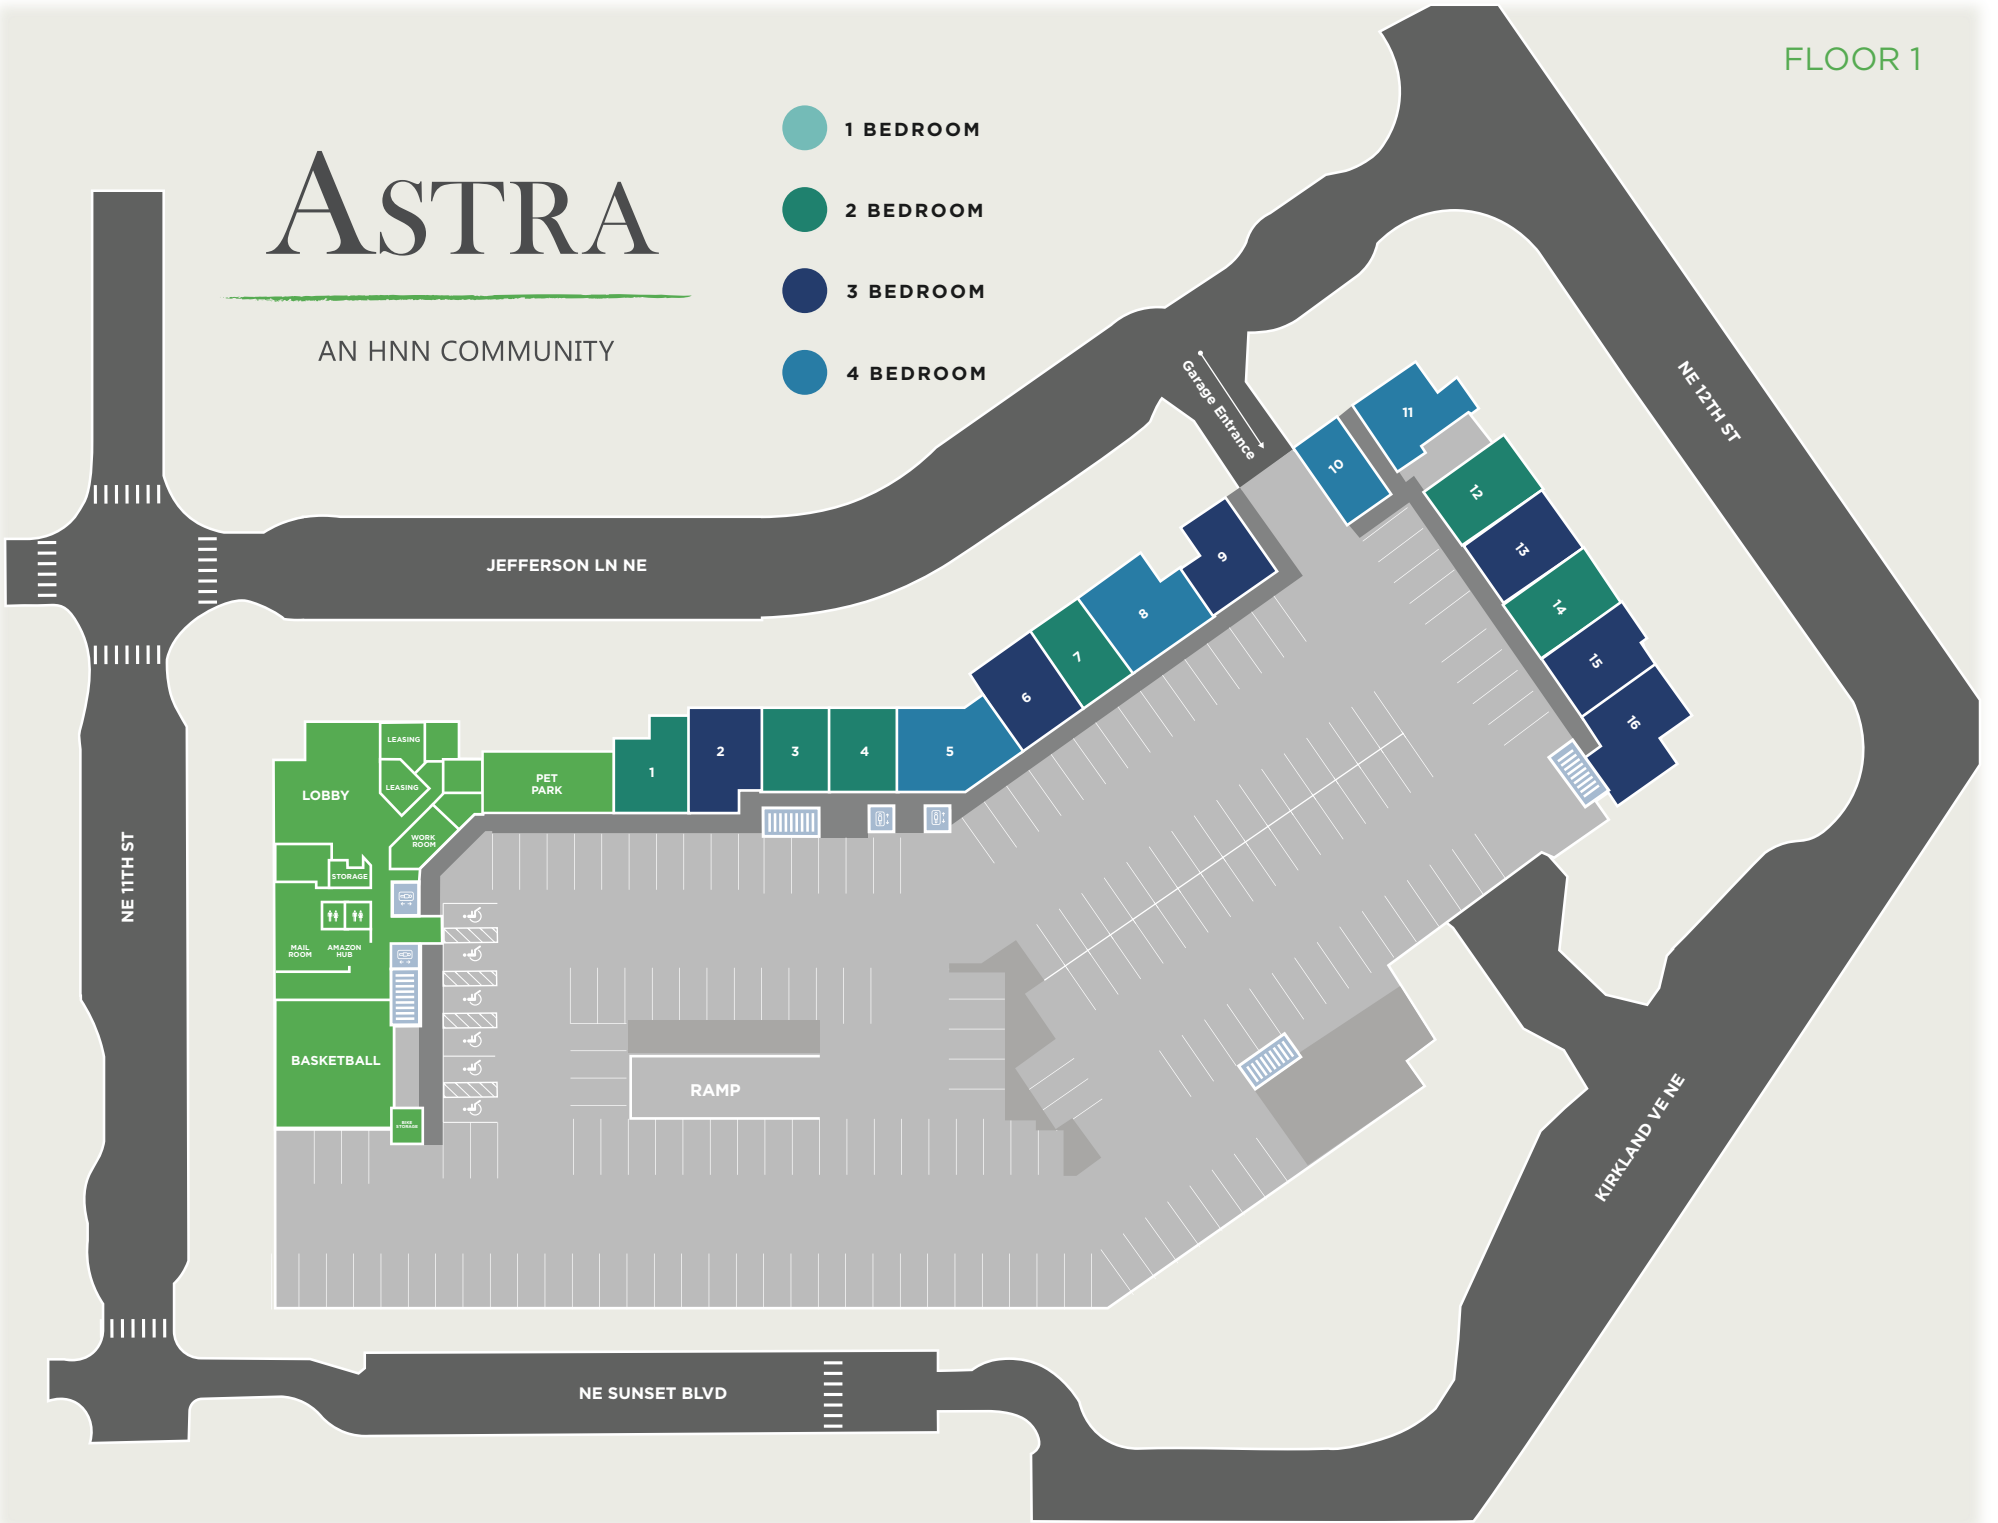 FLOOR 1
ASTRA
AN HNN COMMUNITY
1 BEDROOM
2 BEDROOM
3 BEDROOM
4 BEDROOM
Garage Entrance
NE 12TH ST
JEFFERSON LN NE
NE 11TH ST
KIRKLAND VE NE
NE SUNSET BLVD
11
10
12
13
14
15
16
9
8
7
6
5
4
3
2
1
PET
PARK
LEASING
LEASING
LOBBY
WORK
ROOM
STORAGE
MAIL
ROOM
AMAZON
HUB
BASKETBALL
BIKE
STORAGE
RAMP